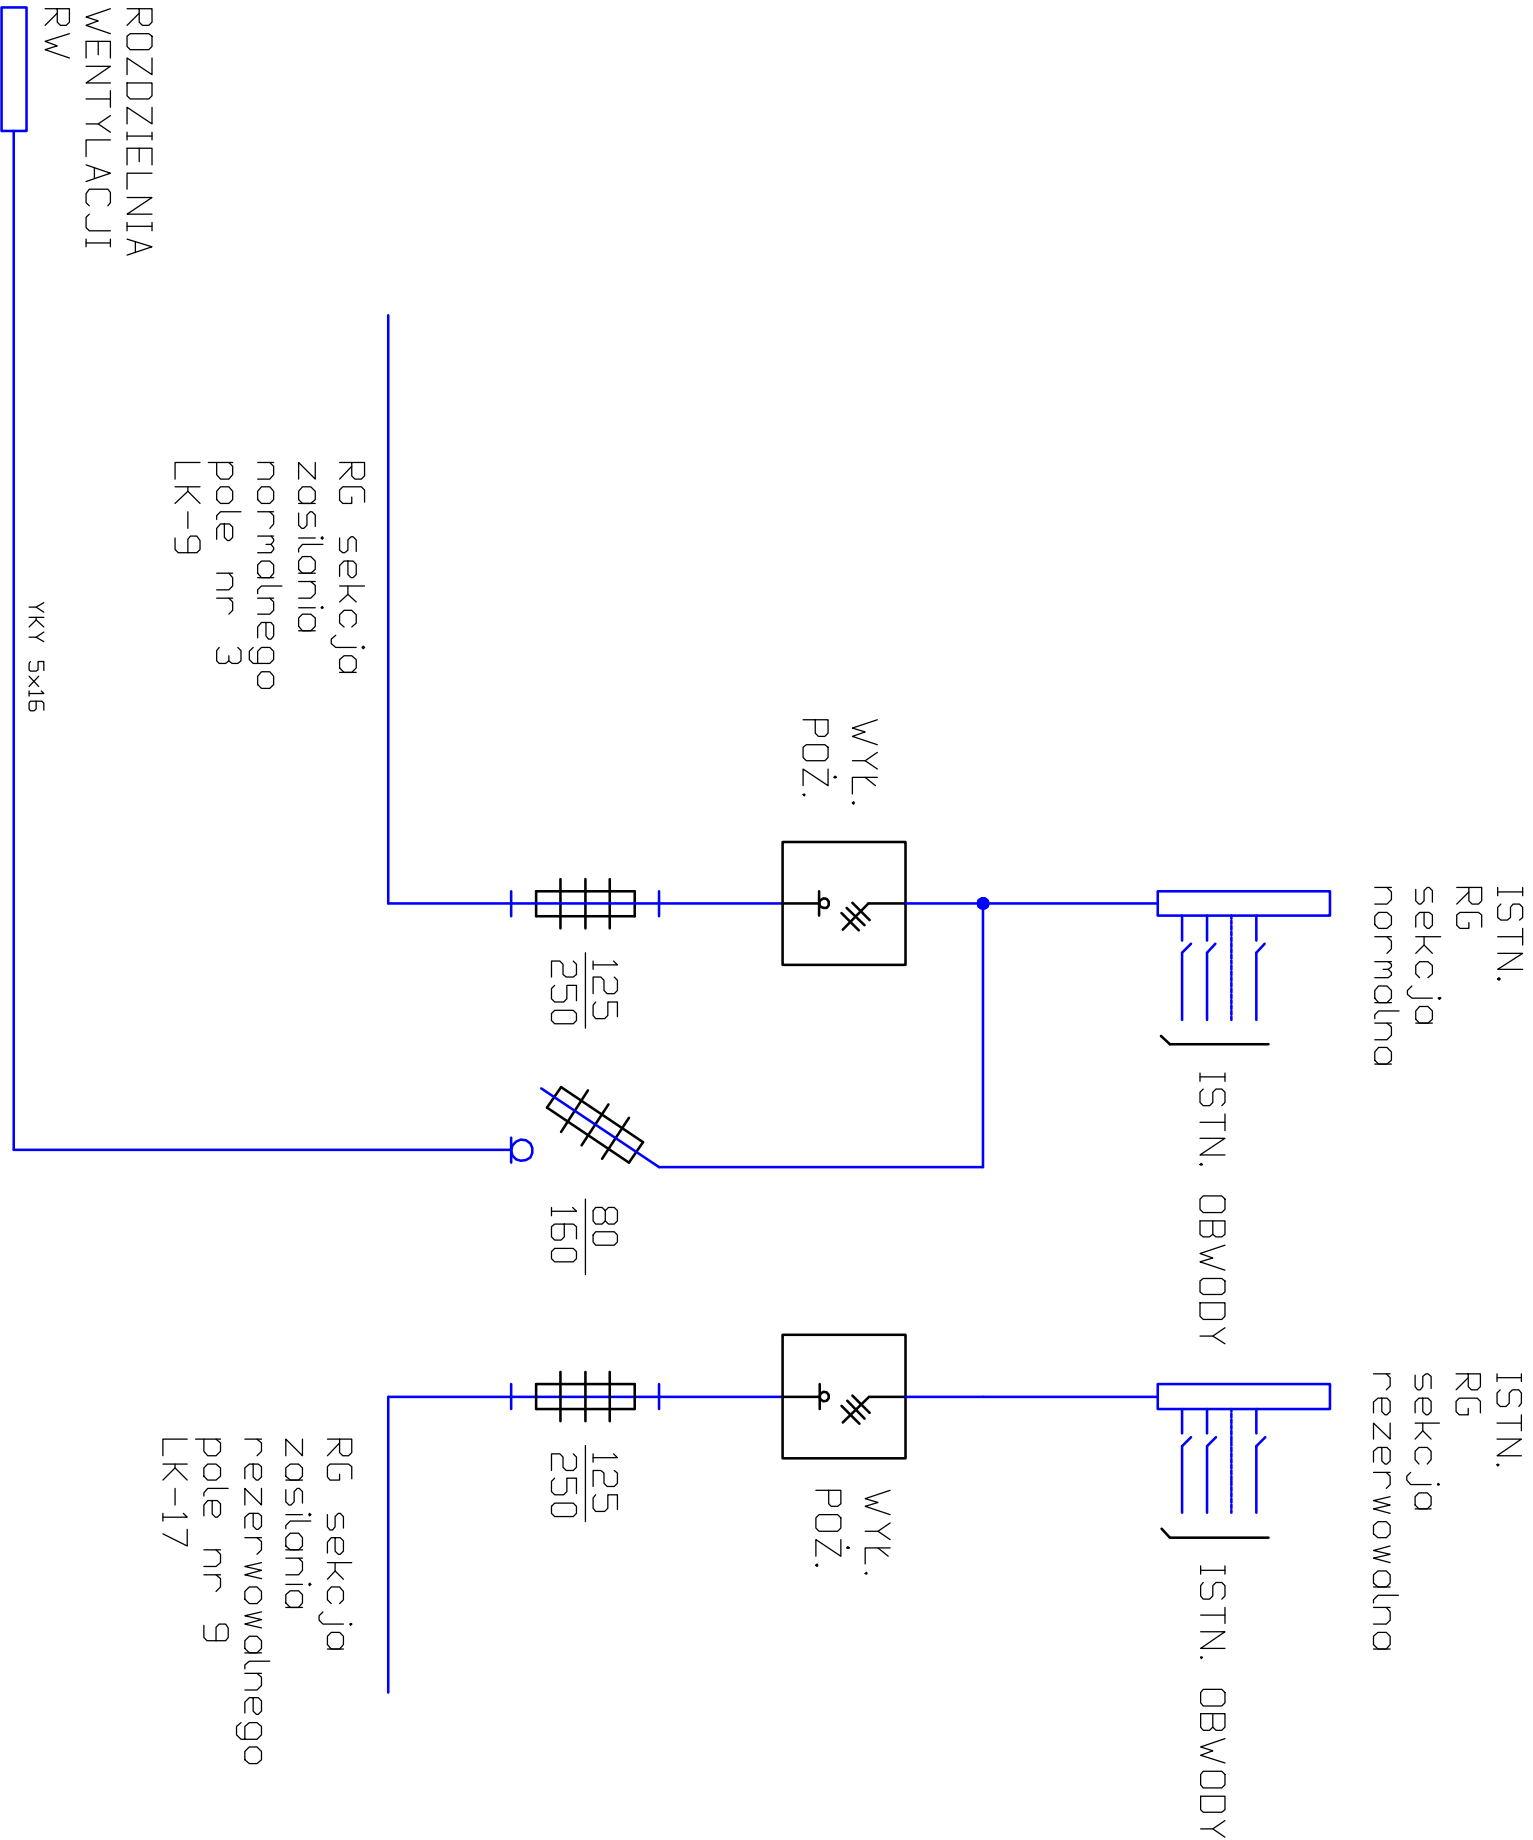 ISTN.
RG
sekcja
normalna
ISTN.
RG
sekcja
rezerwowalna
ISTN. OBWODY
ISTN. OBWODY
WYŁ.
POŻ.
WYŁ.
POŻ.
125
250
80
160
125
250
RG sekcja
zasilania
normalnego
pole nr 3
LK-9
RG sekcja
zasilania
rezerwowalnego
pole nr 9
LK-17
ROZDZIELNIA
WENTYLACJI
RW
YKY 5x16